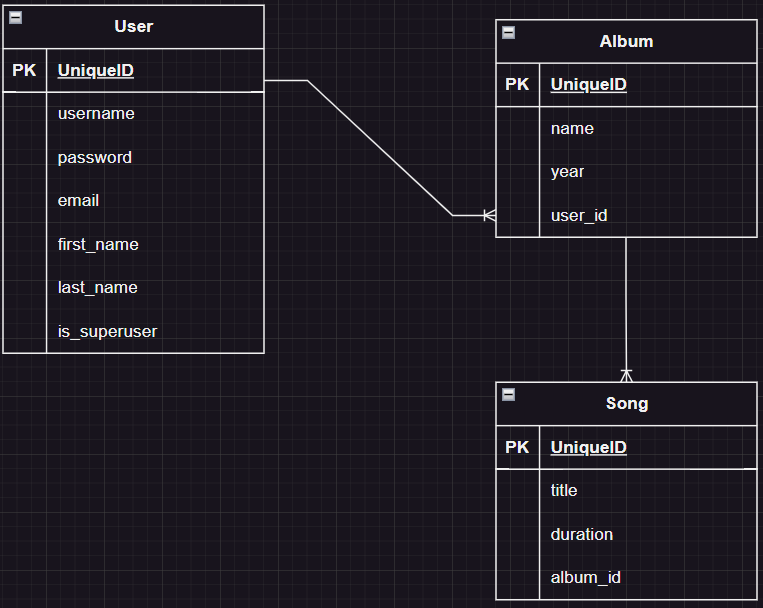 User
PK UniqueID
username
password
email
first_name
last_name
is_superuser
Album
PK UniqueID
name
year
user_id
Song
PK UniqueID
title
duration
album_id